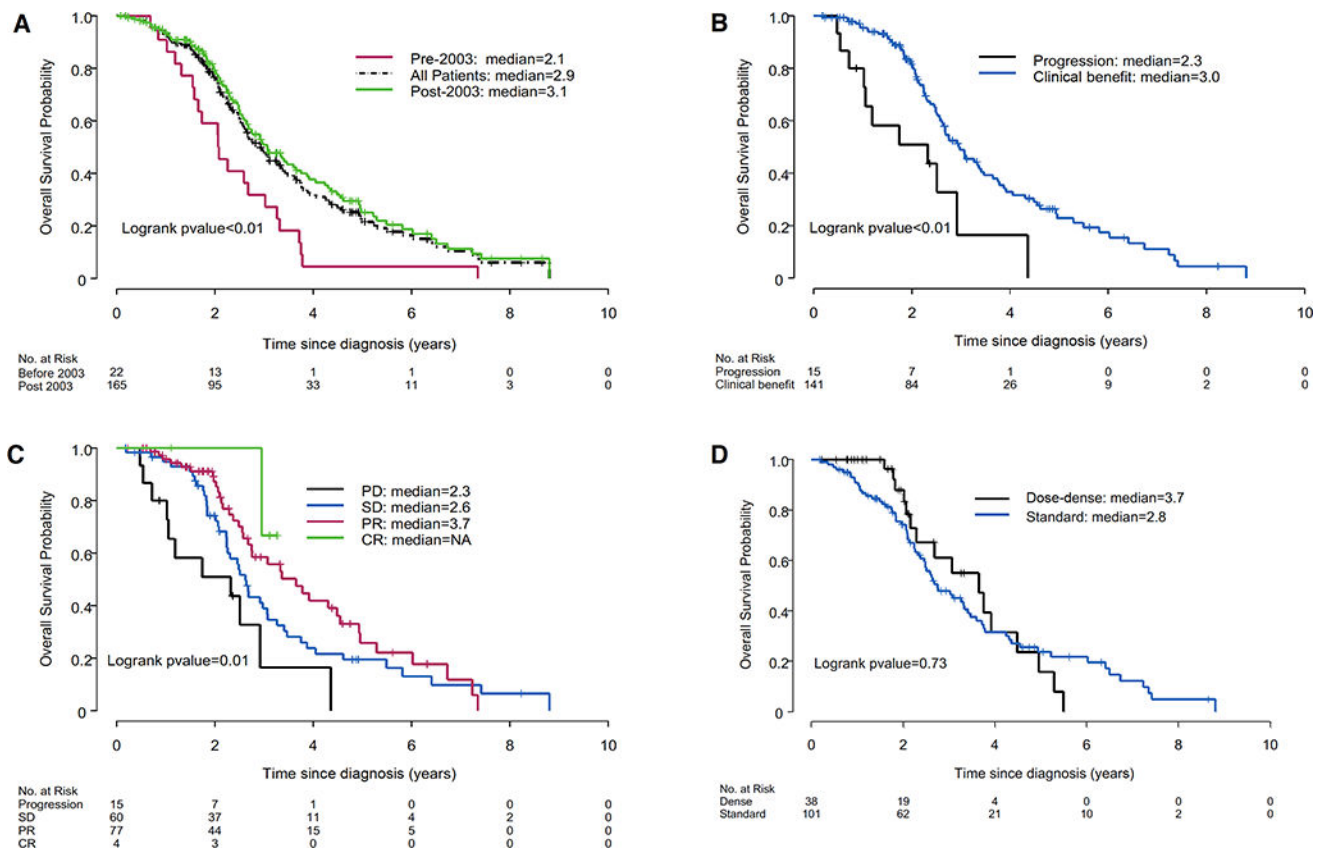 A
Overall Survival Probability
1.0
0.8
0.6
0.4
0.2
0
Pre-2003: median=2.1
All Patients: median=2.9
Post-2003: median=3.1
Logrank pvalue<0.01
0 2 4 6 8 10
Time since diagnosis (years)
No. at Risk
Before 2003 22 13 1 1 0 0
Post 2003 165 95 33 11 3 0
B
Overall Survival Probability
1.0
0.8
0.6
0.4
0.2
0
Progression: median=2.3
Clinical benefit: median=3.0
Logrank pvalue<0.01
0 2 4 6 8 10
Time since diagnosis (years)
No. at Risk
Progression 15 7 1 0 0 0
Clinical benefit 141 84 26 9 2 0
C
Overall Survival Probability
1.0
0.8
0.6
0.4
0.2
0
PD: median=2.3
SD: median=2.6
PR: median=3.7
CR: median=NA
Logrank pvalue=0.01
0 2 4 6 8 10
Time since diagnosis (years)
No. at Risk
Progression 15 7 1 0 0 0
SD 60 37 11 4 2 0
PR 77 44 15 5 0 0
CR 4 3 0 0 0 0
D
Overall Survival Probability
1.0
0.8
0.6
0.4
0.2
0
Dose-dense: median=3.7
Standard: median=2.8
Logrank pvalue=0.73
0 2 4 6 8 10
Time since diagnosis (years)
No. at Risk
Dense 38 19 4 0 0 0
Standard 101 62 21 10 2 0